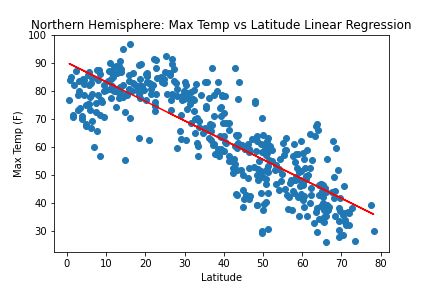 Northern Hemisphere: Max Temp vs Latitude Linear Regression
100
90
80
70
60
50
40
30
Max Temp (F)
0 10 20 30 40 50 60 70 80
Latitude